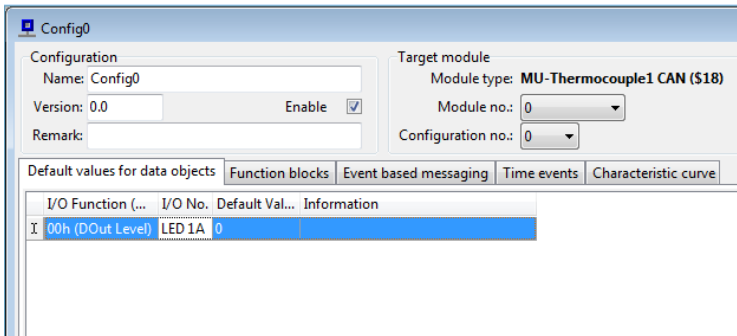 Config0
Configuration
Name: Config0
Version: 0.0 Enable
Remark:
Target module
Module type: MU-Thermocouple1 CAN ($18)
Module no.: 0
Configuration no.: 0
Default values for data objects Function blocks Event based messaging Time events Characteristic curve
I/O Function (... I/O No. Default Val... Information
00h (DOut Level) LED 1A 0